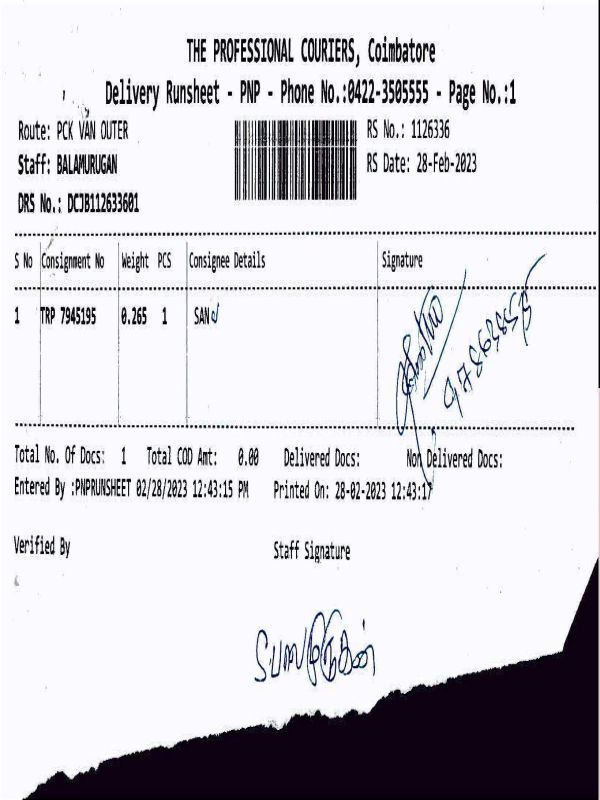 THE PROFESSIONAL COURIERS, Coimbatore
Delivery Runsheet - PNP - Phone No.:0422-3505555 - Page No.:1
Route: PCK VAN OUTER
RS No.: 1126336
Staff: BALAMURUGAN
RS Date: 28-Feb-2023
DRS No.: DCJB112633601
S No Consignment No Weight PCS Consignee Details Signature
1 TRP 7945195 0.265 1 SAN
Total No. Of Docs: 1 Total COD Amt: 0.00 Delivered Docs: Non Delivered Docs:
Entered By :PNPRUNSHEET 02/28/2023 12:43:15 PM Printed On: 28-02-2023 12:43:17
Verified By Staff Signature
S பாலமுருகன்